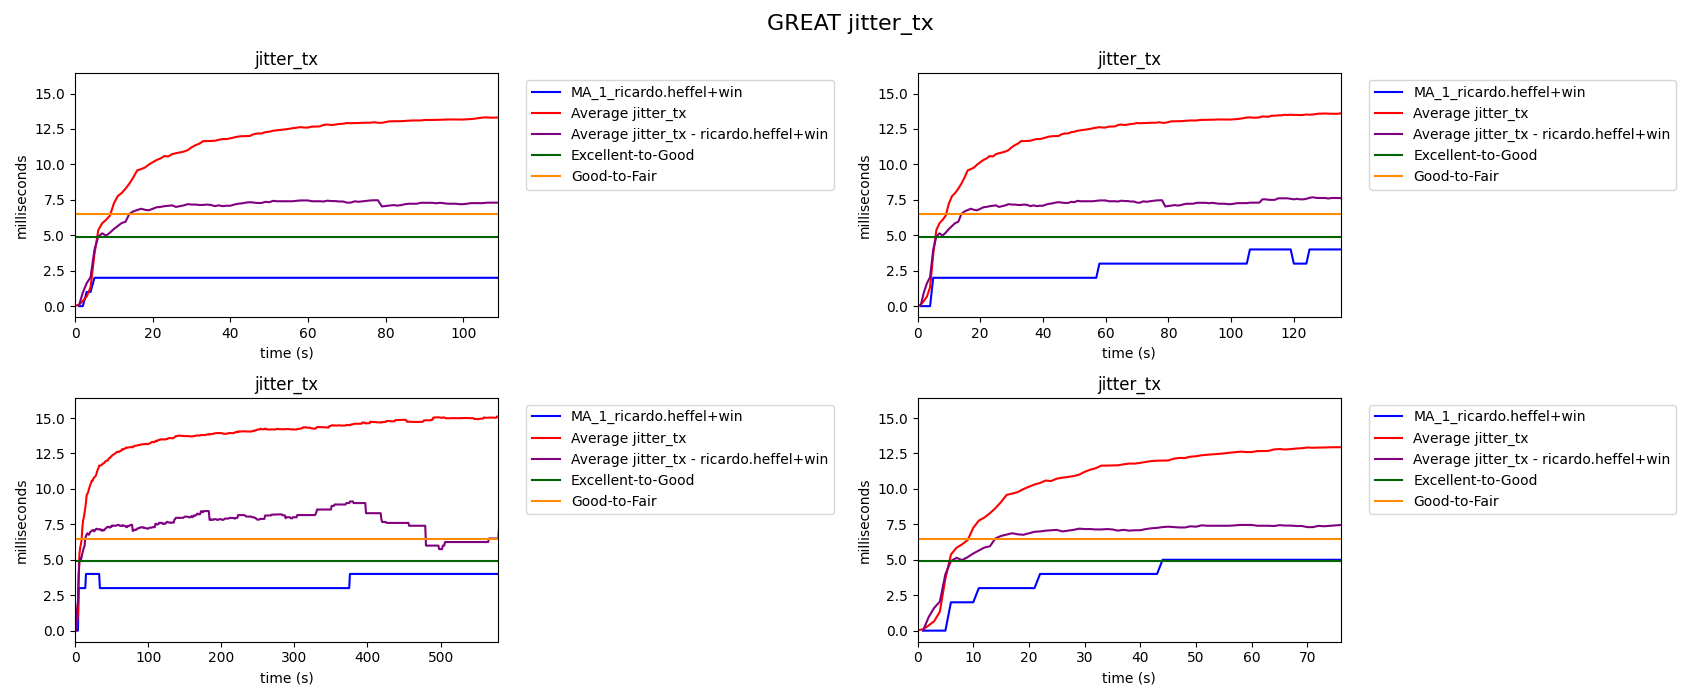 GREAT jitter_tx
jitter_tx
15.0
12.5
10.0
7.5
5.0
2.5
0.0
milliseconds
0 20 40 60 80 100
time (s)
MA_1_ricardo.heffel+win
Average jitter_tx
Average jitter_tx - ricardo.heffel+win
Excellent-to-Good
Good-to-Fair
jitter_tx
15.0
12.5
10.0
7.5
5.0
2.5
0.0
milliseconds
0 20 40 60 80 100 120
time (s)
MA_1_ricardo.heffel+win
Average jitter_tx
Average jitter_tx - ricardo.heffel+win
Excellent-to-Good
Good-to-Fair
jitter_tx
15.0
12.5
10.0
7.5
5.0
2.5
0.0
milliseconds
0 100 200 300 400 500
time (s)
MA_1_ricardo.heffel+win
Average jitter_tx
Average jitter_tx - ricardo.heffel+win
Excellent-to-Good
Good-to-Fair
jitter_tx
15.0
12.5
10.0
7.5
5.0
2.5
0.0
milliseconds
0 10 20 30 40 50 60 70
time (s)
MA_1_ricardo.heffel+win
Average jitter_tx
Average jitter_tx - ricardo.heffel+win
Excellent-to-Good
Good-to-Fair